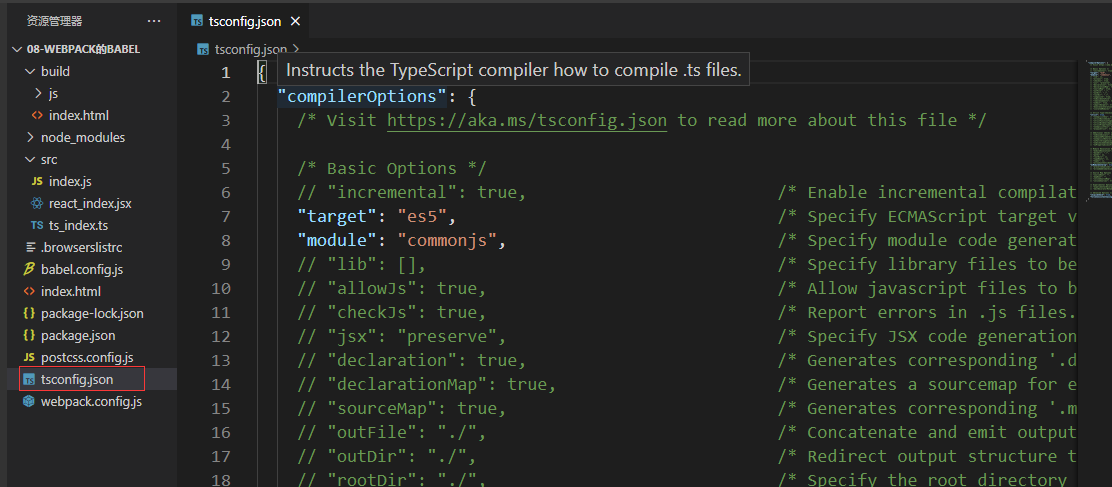 资源管理器 ...
08-WEBPACK的BABEL
build
js
index.html
node_modules
src
JS index.js
react_index.jsx
TS ts_index.ts
.browserslistrc
babel.config.js
index.html
package-lock.json
package.json
JS postcss.config.js
TS tsconfig.json
webpack.config.js
TS tsconfig.json ×
TS tsconfig.json >
Instructs the TypeScript compiler how to compile .ts files.
1 {
2 "compilerOptions": {
3 /* Visit https://aka.ms/tsconfig.json to read more about this file */
4
5 /* Basic Options */
6 // "incremental": true, /* Enable incremental compilat
7 "target": "es5", /* Specify ECMAScript target v
8 "module": "commonjs", /* Specify module code generat
9 // "lib": [], /* Specify library files to be
10 // "allowJs": true, /* Allow javascript files to b
11 // "checkJs": true, /* Report errors in .js files.
12 // "jsx": "preserve", /* Specify JSX code generation
13 // "declaration": true, /* Generates corresponding '.d
14 // "declarationMap": true, /* Generates a sourcemap for e
15 // "sourceMap": true, /* Generates corresponding '.m
16 // "outFile": "./", /* Concatenate and emit output
17 // "outDir": "./", /* Redirect output structure t
18 // "rootDir": "./", /* Specify the root directory